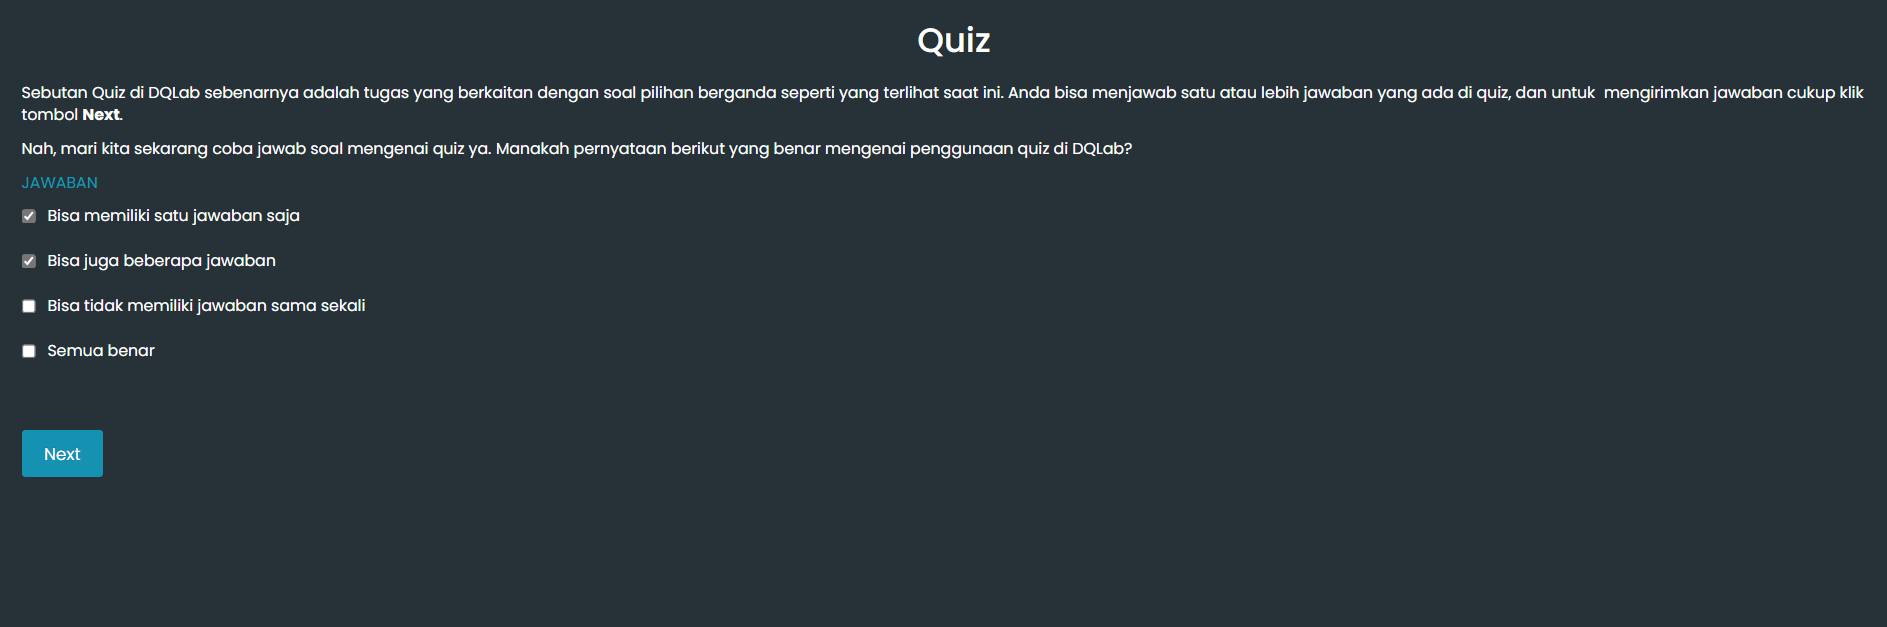 Quiz
Sebutan Quiz di DQLab sebenarnya adalah tugas yang berkaitan dengan soal pilihan berganda seperti yang terlihat saat ini. Anda bisa menjawab satu atau lebih jawaban yang ada di quiz, dan untuk  mengirimkan jawaban cukup klik
tombol Next.
Nah, mari kita sekarang coba jawab soal mengenai quiz ya. Manakah pernyataan berikut yang benar mengenai penggunaan quiz di DQLab?
JAWABAN
Bisa memiliki satu jawaban saja
Bisa juga beberapa jawaban
Bisa tidak memiliki jawaban sama sekali
Semua benar
Next